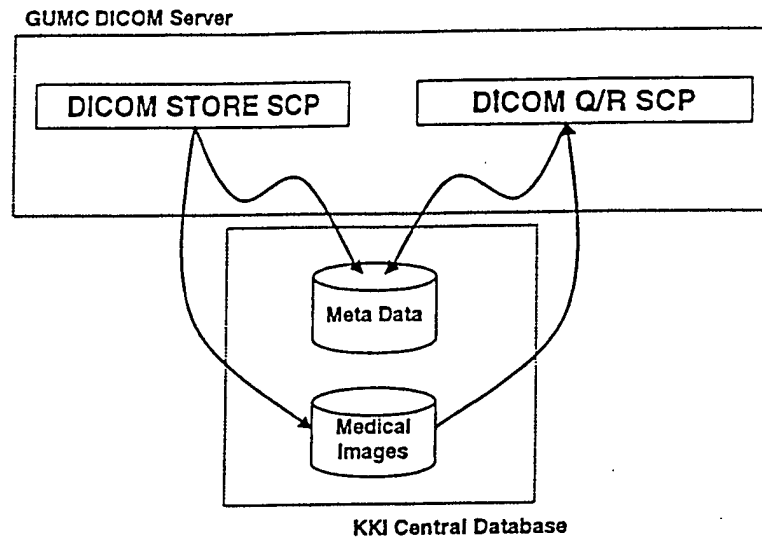 GUMC DICOM Server
DICOM STORE SCP
DICOM Q/R SCP
Meta Data
Medical
Images
KKI Central Database